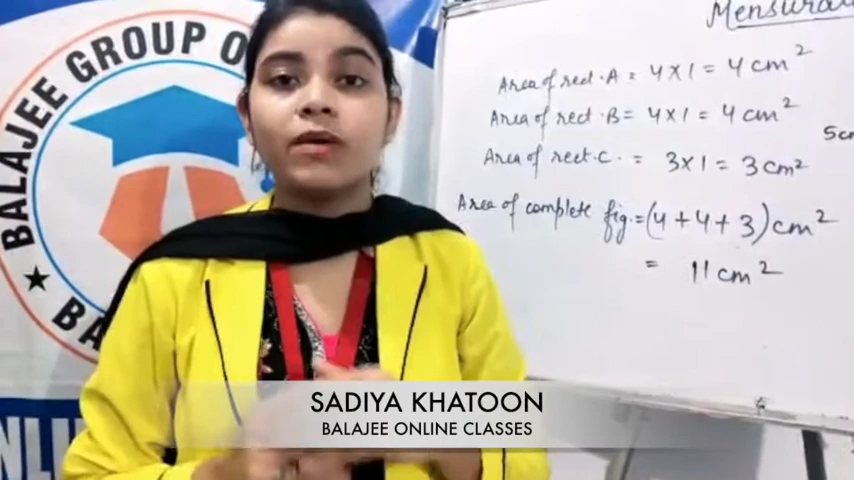 BALAJEE GROUP O
BA
NLI
Mensurat
Area of rect. A = 4 x 1 = 4 cm²
Area of rect. B = 4 x 1 = 4 cm²
Area of rect. C. = 3 x 1 = 3 cm²
5cm
Area of complete fig. = (4 + 4 + 3) cm²
= 11 cm²
SADIYA KHATOON
BALAJEE ONLINE CLASSES